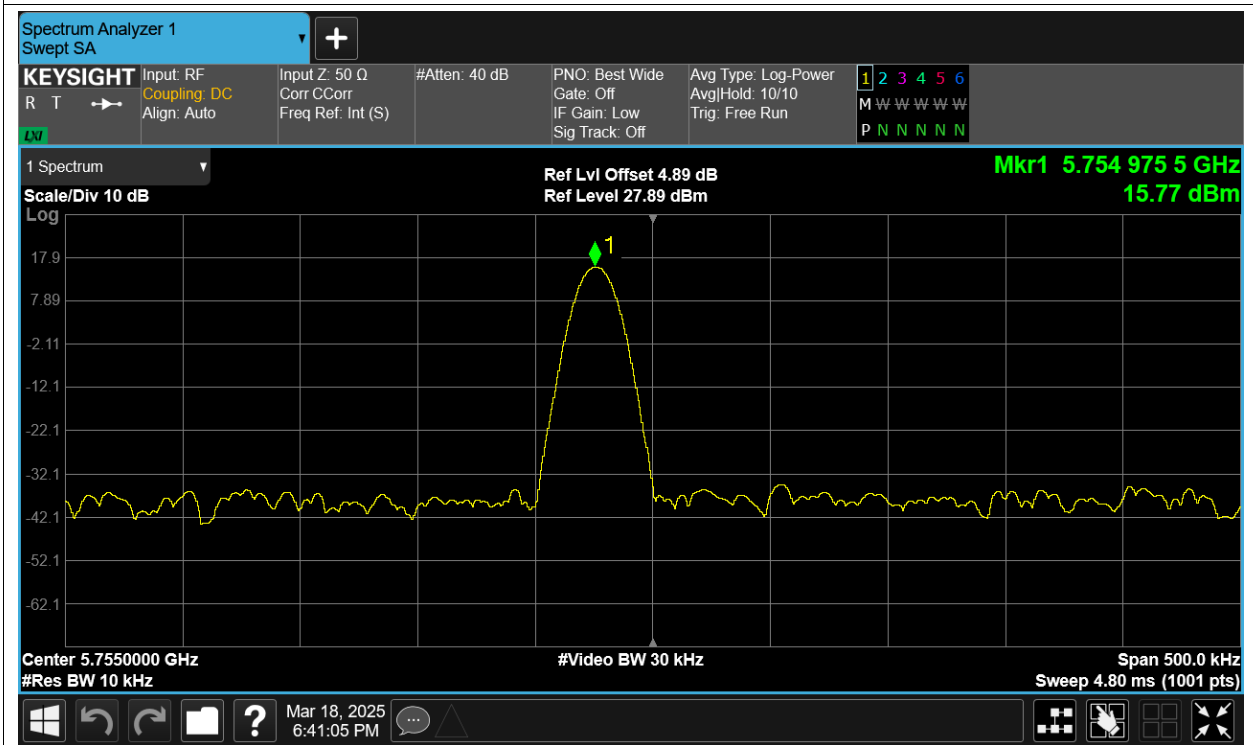 Spectrum Analyzer 1
Swept SA
KEYSIGHT
R T
LXI
Input: RF
Coupling: DC
Align: Auto
Input Z: 50 Ω
Corr CCorr
Freq Ref: Int (S)
#Atten: 40 dB
PNO: Best Wide
Gate: Off
IF Gain: Low
Sig Track: Off
Avg Type: Log-Power
Avg|Hold: 10/10
Trig: Free Run
1 2 3 4 5 6
M W W W W W
P N N N N N
1 Spectrum
Scale/Div 10 dB
Log
Ref Lvl Offset 4.89 dB
Ref Level 27.89 dBm
Mkr1 5.754 975 5 GHz
15.77 dBm
1
17.9
7.89
-2.11
-12.1
-22.1
-32.1
-42.1
-52.1
-62.1
Center 5.7550000 GHz
#Res BW 10 kHz
#Video BW 30 kHz
Span 500.0 kHz
Sweep 4.80 ms (1001 pts)
?
Mar 18, 2025
6:41:05 PM